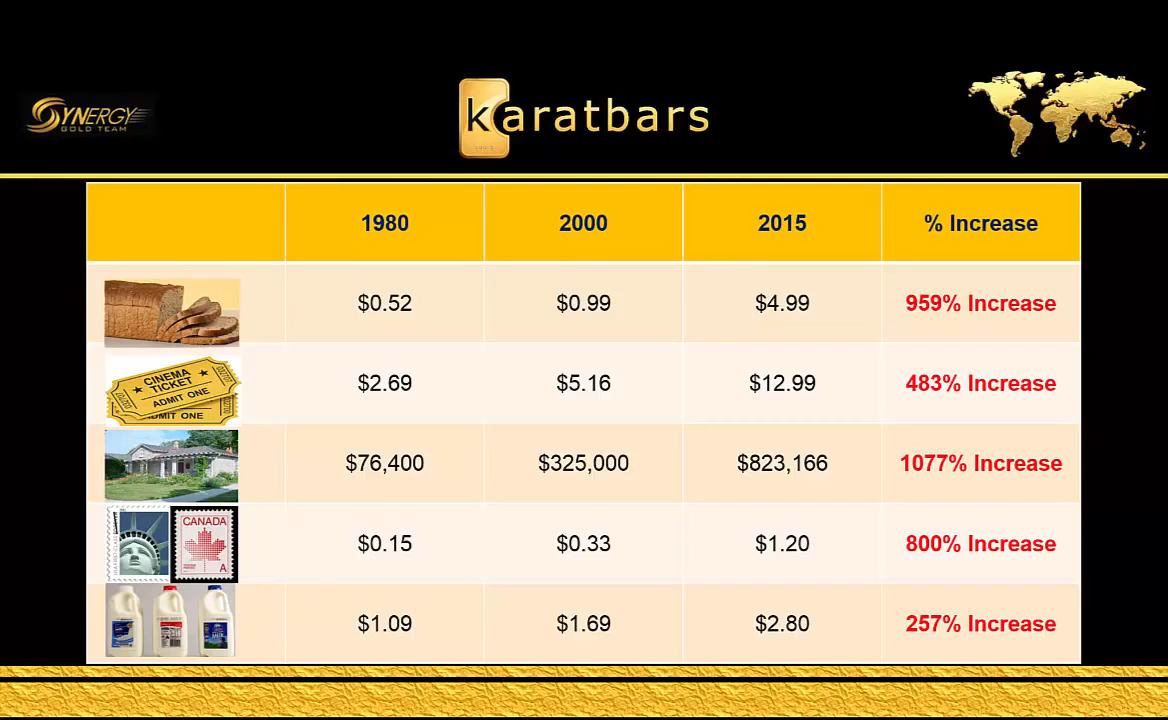 SYNERGY
GOLD TEAM
karatbars
1980 2000 2015 % Increase
$0.52 $0.99 $4.99 959% Increase
CINEMA
TICKET
ADMIT ONE
ADMIT ONE
$2.69 $5.16 $12.99 483% Increase
$76,400 $325,000 $823,166 1077% Increase
CANADA
A
$0.15 $0.33 $1.20 800% Increase
$1.09 $1.69 $2.80 257% Increase